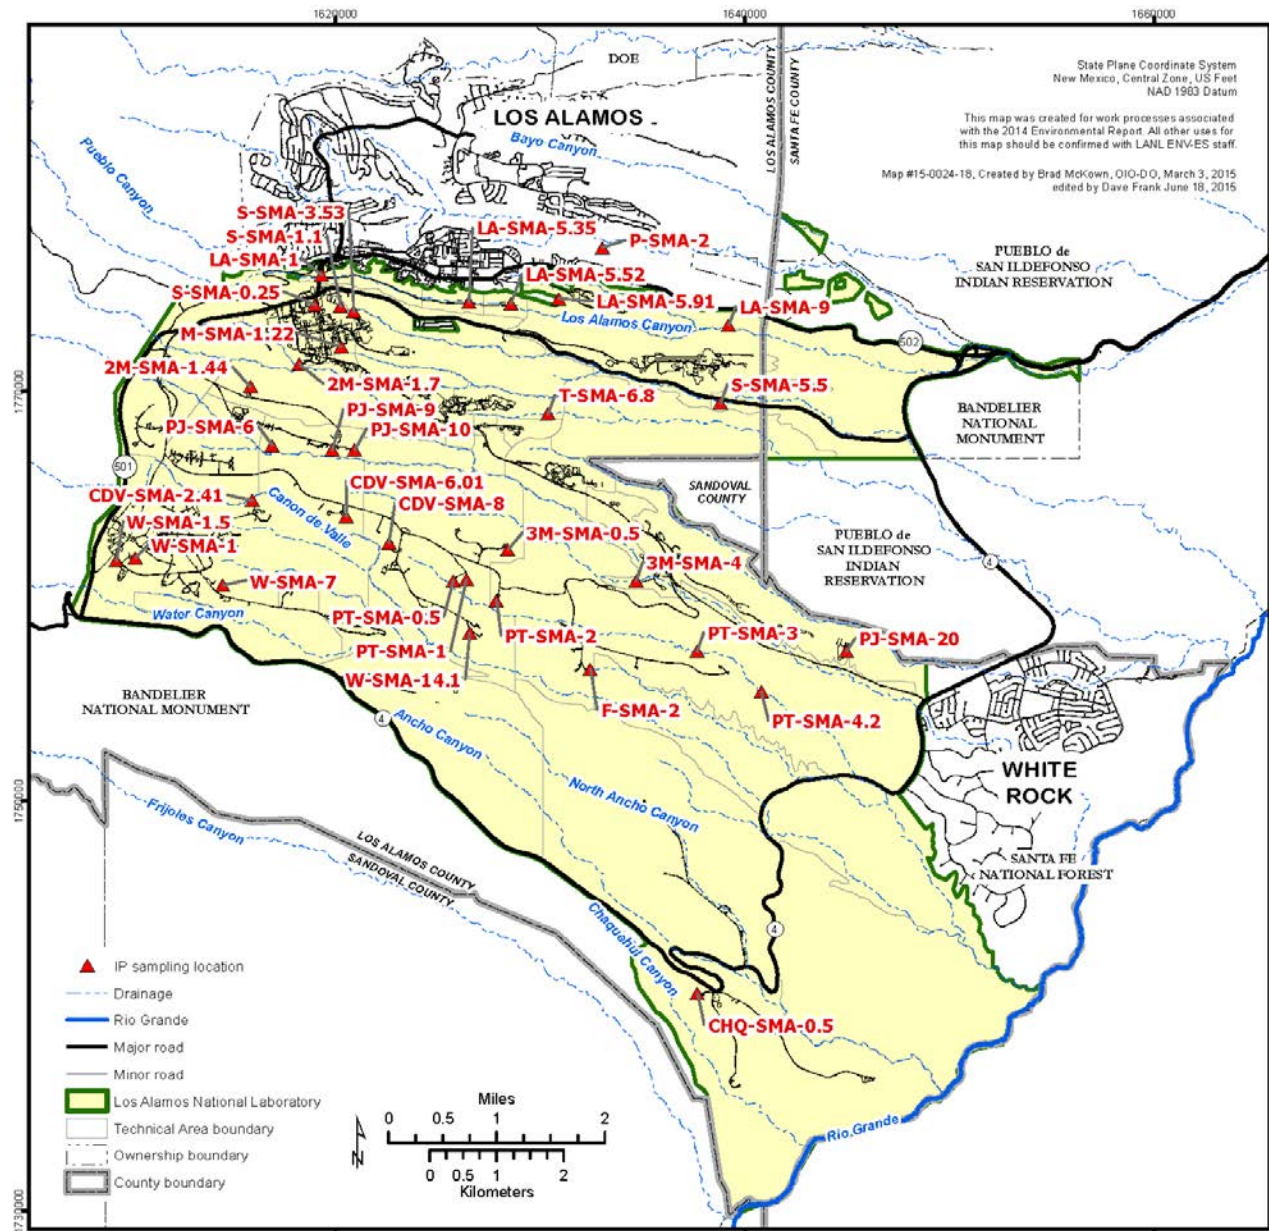 1620000
1640000
1660000
DOE
LOS ALAMOS COUNTY
SANTA FE COUNTY
State Plane Coordinate System
New Mexico, Central Zone, US Feet
NAD 1983 Datum
This map was created for work processes associated
with the 2014 Environmental Report. All other uses for
this map should be confirmed with LANL ENV-ES staff.
Map #15-0024-18, Created by Brad McKown, OIO-DO, March 3, 2015
edited by Dave Frank June 18, 2015
LOS ALAMOS
Bayo Canyon
Pueblo Canyon
S-SMA-3.53
S-SMA-1.1
LA-SMA-1
LA-SMA-5.35
P-SMA-2
LA-SMA-5.52
PUEBLO de
SAN ILDEFONSO
INDIAN RESERVATION
S-SMA-0.25
LA-SMA-5.91
LA-SMA-9
Los Alamos Canyon
M-SMA-1.22
502
2M-SMA-1.44
2M-SMA-1.7
1770000
T-SMA-6.8
S-SMA-5.5
PJ-SMA-9
PJ-SMA-6
PJ-SMA-10
BANDELIER
NATIONAL
MONUMENT
501
SANDOVAL
COUNTY
CDV-SMA-6.01
CDV-SMA-2.41
CDV-SMA-8
Canon de Valle
W-SMA-1.5
W-SMA-1
3M-SMA-0.5
3M-SMA-4
PUEBLO de
SAN ILDEFONSO
INDIAN
RESERVATION
4
W-SMA-7
Water Canyon
PT-SMA-0.5
PT-SMA-1
PT-SMA-2
PT-SMA-3
PJ-SMA-20
W-SMA-14.1
F-SMA-2
PT-SMA-4.2
BANDELIER
NATIONAL MONUMENT
4
Ancho Canyon
WHITE
ROCK
North Ancho Canyon
1750000
Frijoles Canyon
LOS ALAMOS COUNTY
SANDOVAL COUNTY
SANTA FE
NATIONAL FOREST
Chaquehui Canyon
4
CHQ-SMA-0.5
IP sampling location
Drainage
Rio Grande
Major road
Minor road
Los Alamos National Laboratory
Technical Area boundary
Ownership boundary
County boundary
N
Miles
0 0.5 1 2
0 0.5 1 2
Kilometers
Rio Grande
1730000